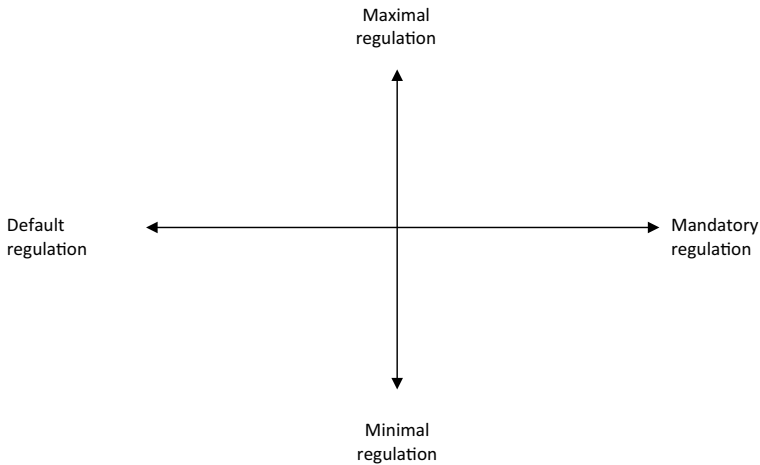 Maximal
regulation
Default
regulation
Mandatory
regulation
Minimal
regulation